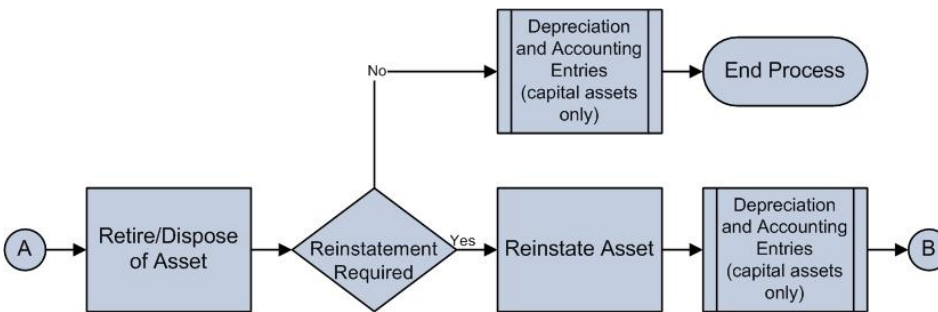 Depreciation
and Accounting
Entries
(capital assets
only)
End Process
No
A
Retire/Dispose
of Asset
Reinstatement
Required
Yes
Reinstate Asset
Depreciation
and Accounting
Entries
(capital assets
only)
B